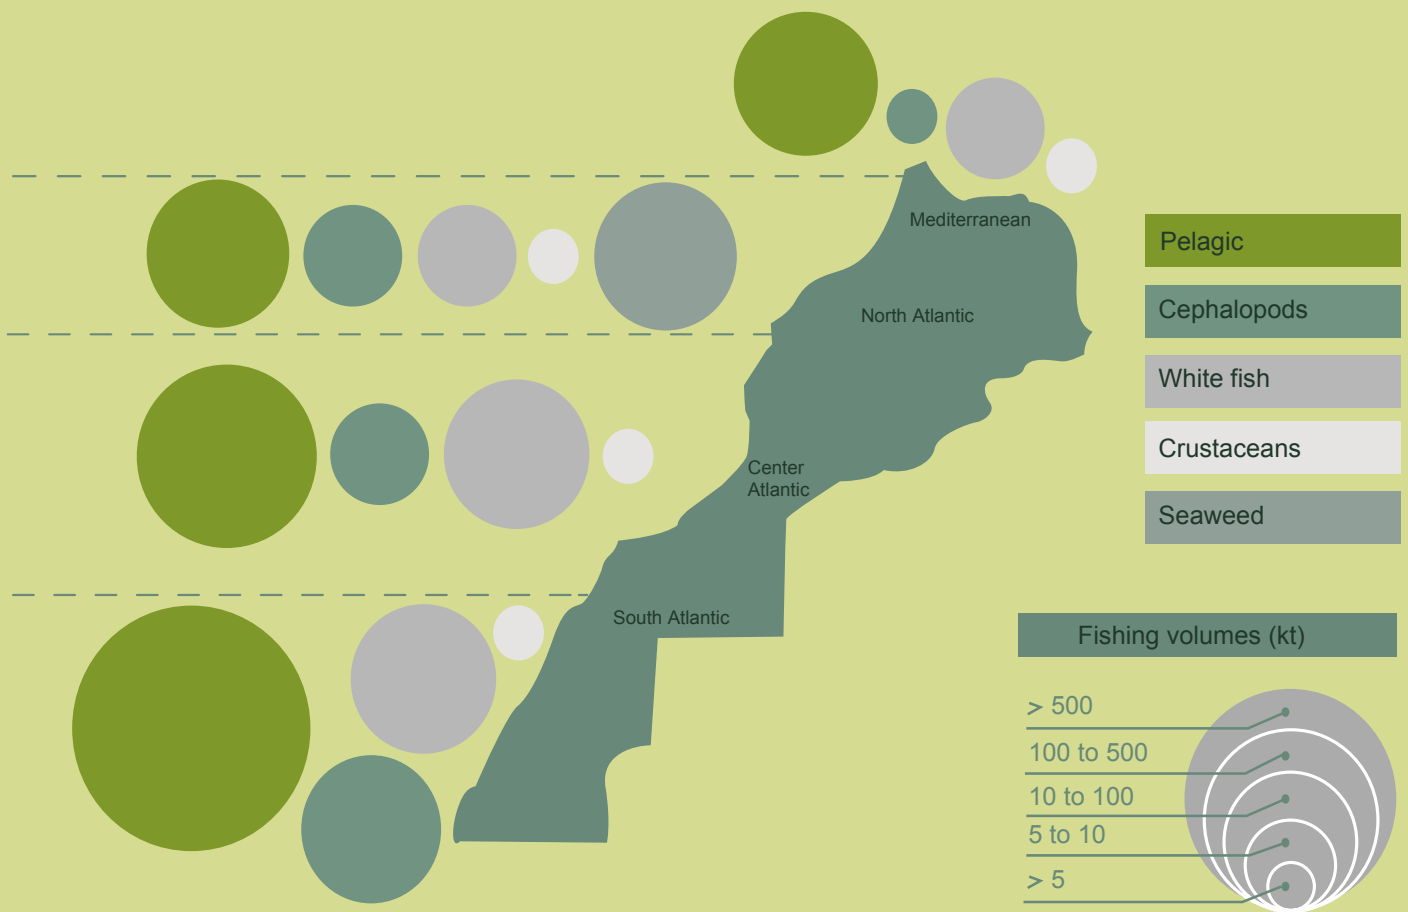 Mediterranean
North Atlantic
Center
Atlantic
South Atlantic
Pelagic
Cephalopods
White fish
Crustaceans
Seaweed
Fishing volumes (kt)
> 500
100 to 500
10 to 100
5 to 10
> 5